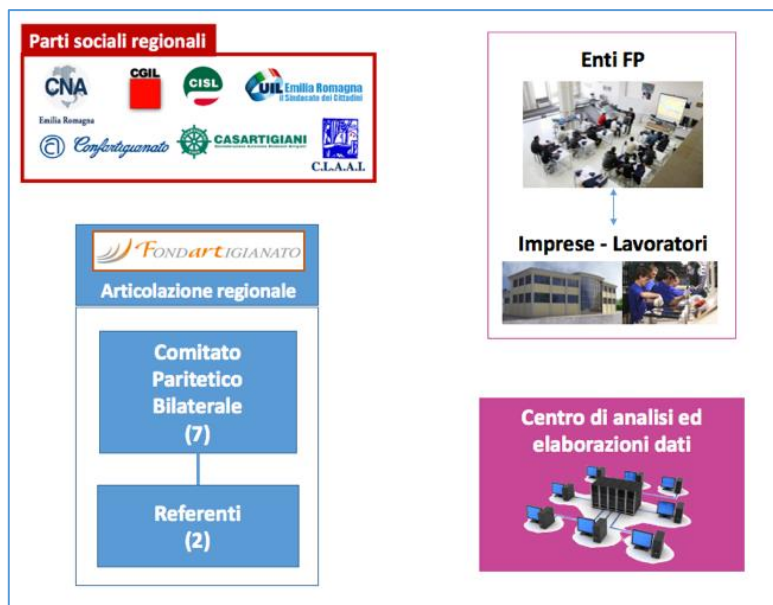 Parti sociali regionali
CNA
Emilia Romagna
CGIL
CISL
UIL Emilia Romagna
il Sindacato dei Cittadini
Confartigianato
CASARTIGIANI
C.L.A.A.I.
FONDARTIGIANATO
Articolazione regionale
Comitato
Paritetico
Bilaterale
(7)
Referenti
(2)
Enti FP
Imprese - Lavoratori
Centro di analisi ed
elaborazioni dati